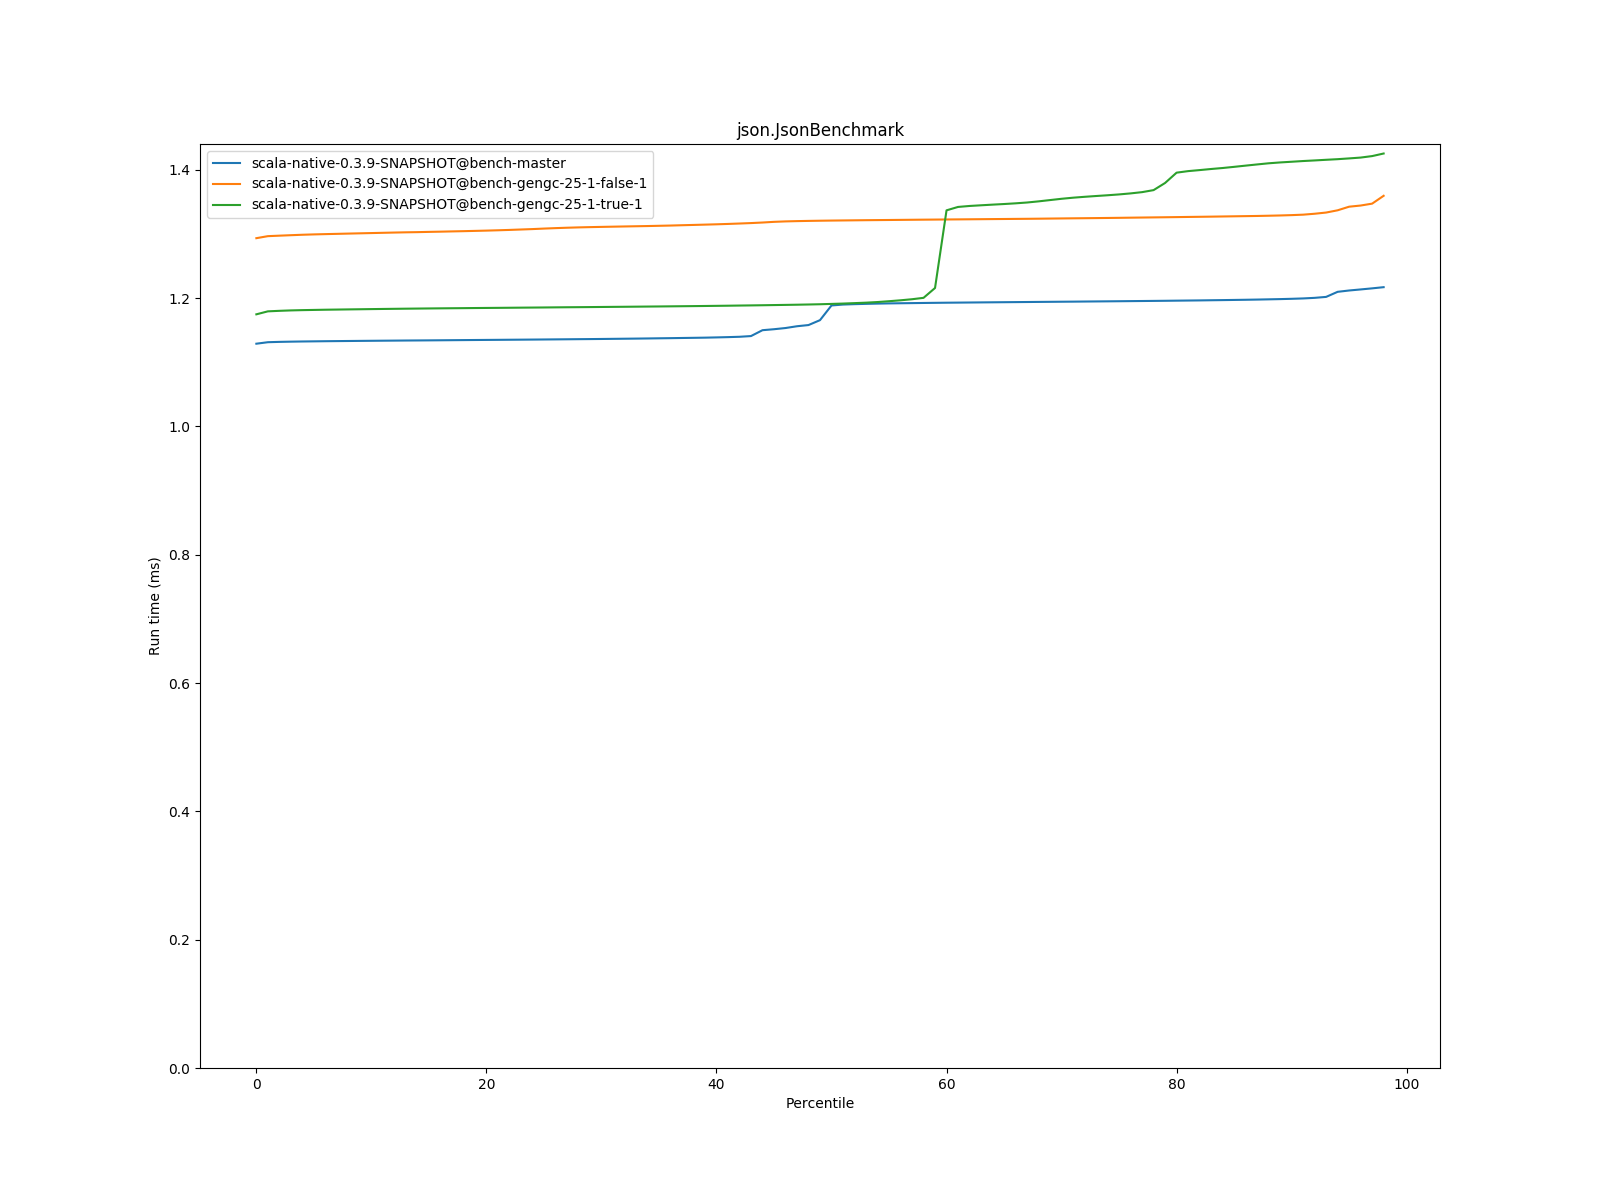 json.JsonBenchmark
scala-native-0.3.9-SNAPSHOT@bench-master
scala-native-0.3.9-SNAPSHOT@bench-gengc-25-1-false-1
scala-native-0.3.9-SNAPSHOT@bench-gengc-25-1-true-1
1.4
1.2
1.0
0.8
0.6
0.4
0.2
0.0
Run time (ms)
0 20 40 60 80 100
Percentile